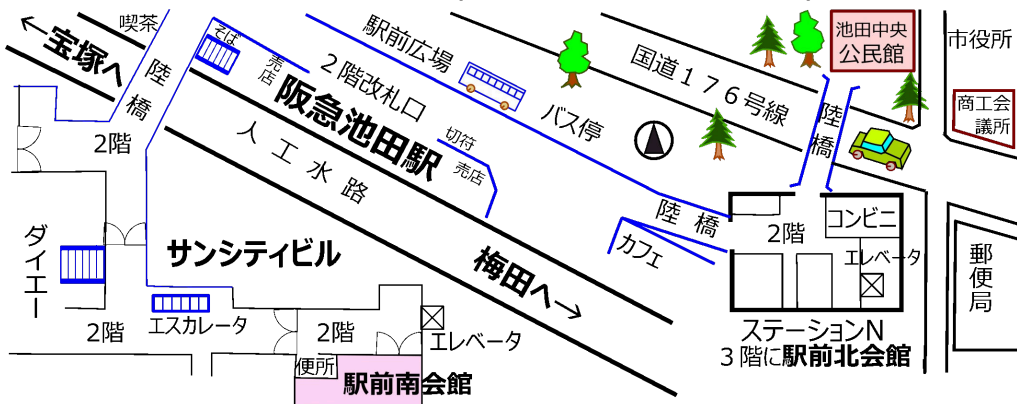 喫茶
←宝塚へ
陸橋
2階
そば
売店
2階改札口
駅前広場
阪急池田駅
切符
売店
人工水路
バス停
国道176号線
陸橋
池田中央
公民館
市役所
商工会
議所
陸橋
カフェ
2階
コンビニ
エレベータ
郵便局
ステーションN
3階に駅前北会館
梅田へ→
サンシティビル
ダイエー
エスカレータ
2階
2階
エレベータ
便所
駅前南会館